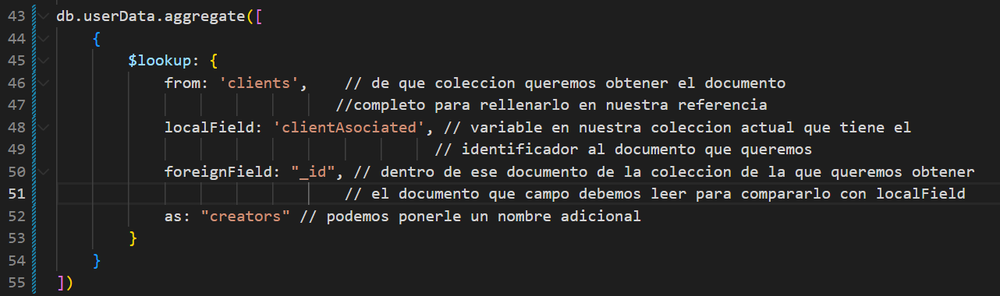 43 db.userData.aggregate([
44 {
45 $lookup: {
46 from: 'clients', // de que coleccion queremos obtener el documento
47 //completo para rellenarlo en nuestra referencia
48 localField: 'clientAsociated', // variable en nuestra coleccion actual que tiene el
49 // identificador al documento que queremos
50 foreignField: "_id", // dentro de ese documento de la coleccion de la que queremos obtener
51 // el documento que campo debemos leer para compararlo con localField
52 as: "creators" // podemos ponerle un nombre adicional
53 }
54 }
55 ])